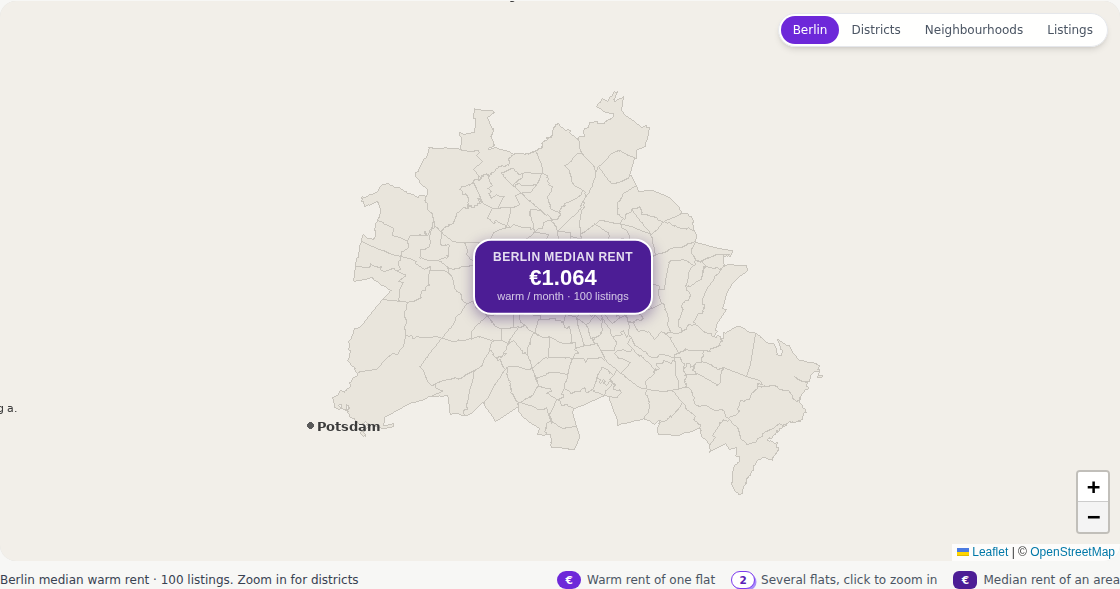 Berlin Districts Neighbourhoods Listings
BERLIN MEDIAN RENT
€1.064
warm / month · 100 listings
g a.
Potsdam
+
−
Leaflet | © OpenStreetMap
Berlin median warm rent · 100 listings. Zoom in for districts
€ Warm rent of one flat
2 Several flats, click to zoom in
€ Median rent of an area